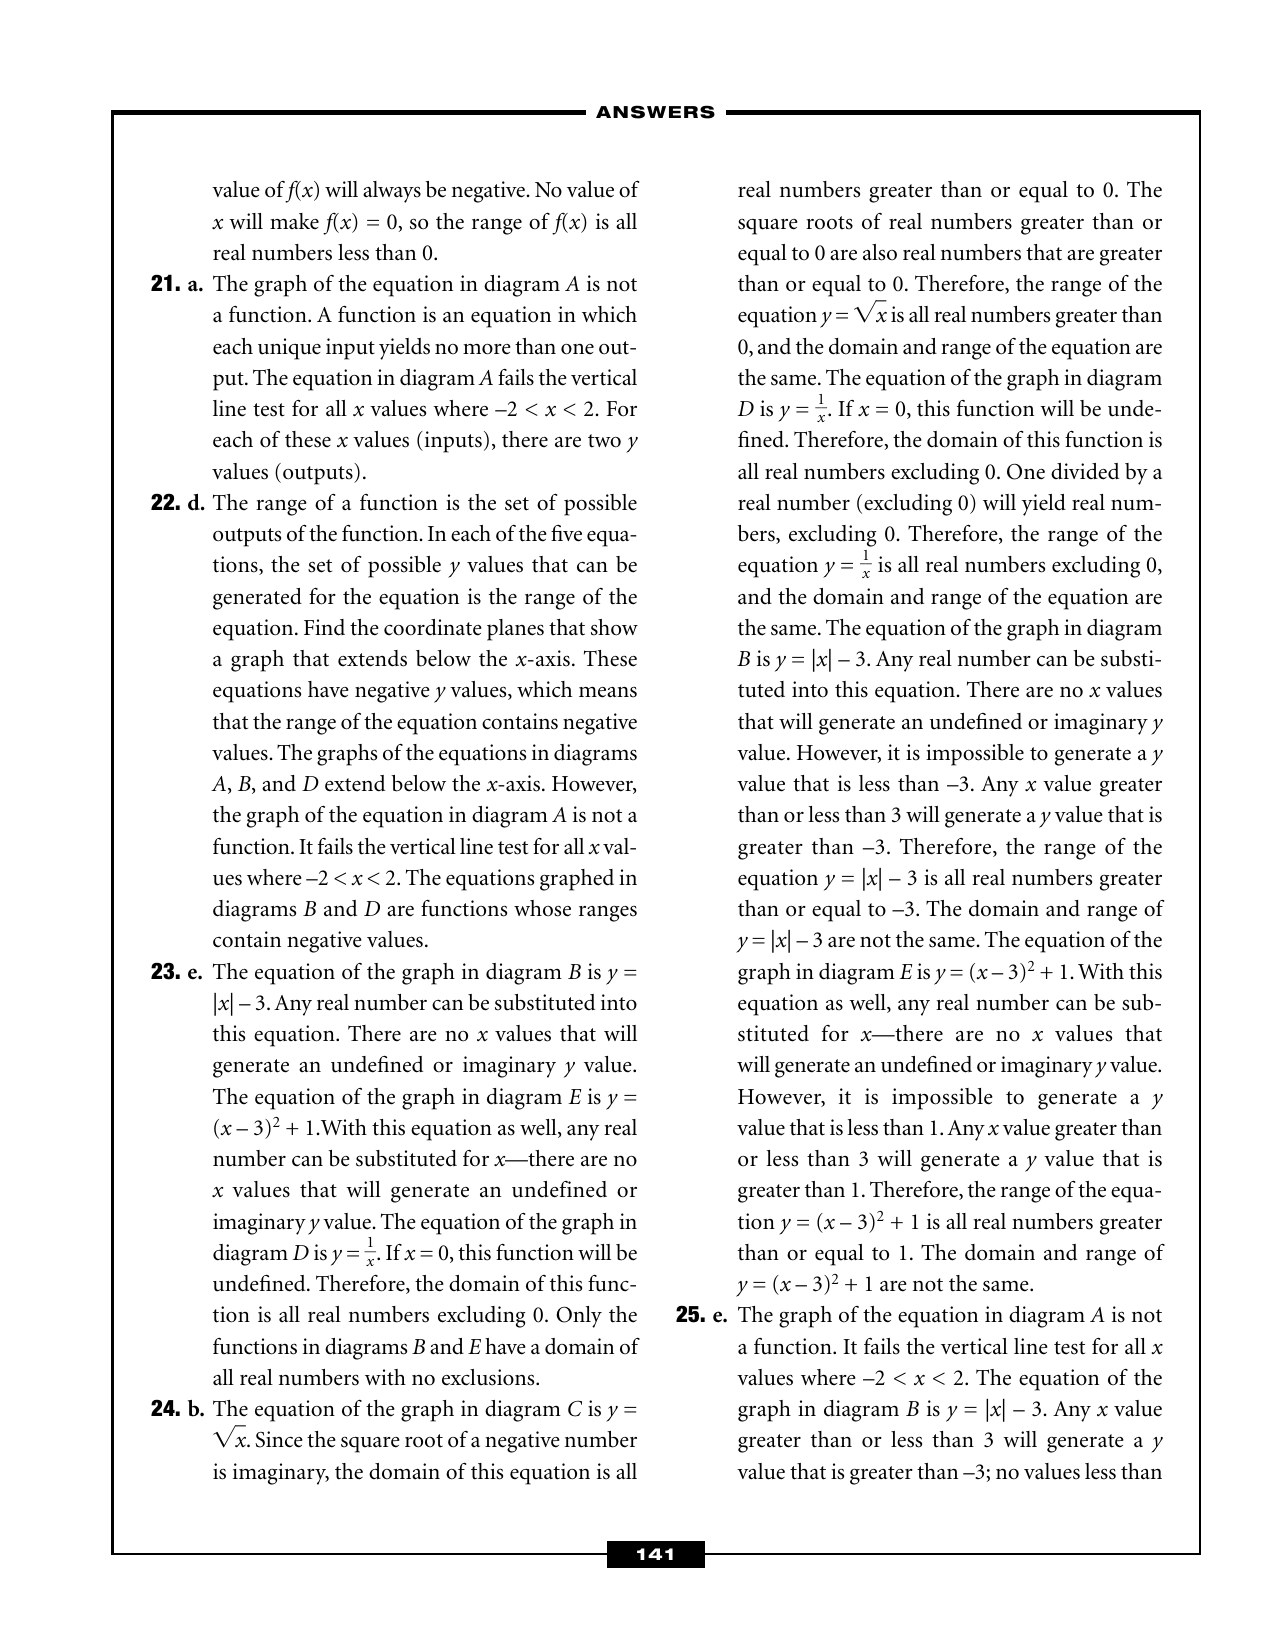 ANSWERS
value of f(x) will always be negative. No value of
x will make f(x) = 0, so the range of f(x) is all
real numbers less than 0.
21. a. The graph of the equation in diagram A is not
a function. A function is an equation in which
each unique input yields no more than one out-
put. The equation in diagram A fails the vertical
line test for all x values where –2 < x < 2. For
each of these x values (inputs), there are two y
values (outputs).
22. d. The range of a function is the set of possible
outputs of the function. In each of the five equa-
tions, the set of possible y values that can be
generated for the equation is the range of the
equation. Find the coordinate planes that show
a graph that extends below the x-axis. These
equations have negative y values, which means
that the range of the equation contains negative
values. The graphs of the equations in diagrams
A, B, and D extend below the x-axis. However,
the graph of the equation in diagram A is not a
function. It fails the vertical line test for all x val-
ues where –2 < x < 2. The equations graphed in
diagrams B and D are functions whose ranges
contain negative values.
23. e. The equation of the graph in diagram B is y =
|x| – 3. Any real number can be substituted into
this equation. There are no x values that will
generate an undefined or imaginary y value.
The equation of the graph in diagram E is y =
(x – 3)² + 1.With this equation as well, any real
number can be substituted for x—there are no
x values that will generate an undefined or
imaginary y value. The equation of the graph in
diagram D is y = 1/x. If x = 0, this function will be
undefined. Therefore, the domain of this func-
tion is all real numbers excluding 0. Only the
functions in diagrams B and E have a domain of
all real numbers with no exclusions.
24. b. The equation of the graph in diagram C is y =
√x. Since the square root of a negative number
is imaginary, the domain of this equation is all
real numbers greater than or equal to 0. The
square roots of real numbers greater than or
equal to 0 are also real numbers that are greater
than or equal to 0. Therefore, the range of the
equation y = √x is all real numbers greater than
0, and the domain and range of the equation are
the same. The equation of the graph in diagram
D is y = 1/x. If x = 0, this function will be unde-
fined. Therefore, the domain of this function is
all real numbers excluding 0. One divided by a
real number (excluding 0) will yield real num-
bers, excluding 0. Therefore, the range of the
equation y = 1/x is all real numbers excluding 0,
and the domain and range of the equation are
the same. The equation of the graph in diagram
B is y = |x| – 3. Any real number can be substi-
tuted into this equation. There are no x values
that will generate an undefined or imaginary y
value. However, it is impossible to generate a y
value that is less than –3. Any x value greater
than or less than 3 will generate a y value that is
greater than –3. Therefore, the range of the
equation y = |x| – 3 is all real numbers greater
than or equal to –3. The domain and range of
y = |x| – 3 are not the same. The equation of the
graph in diagram E is y = (x – 3)² + 1. With this
equation as well, any real number can be sub-
stituted for x—there are no x values that
will generate an undefined or imaginary y value.
However, it is impossible to generate a y
value that is less than 1. Any x value greater than
or less than 3 will generate a y value that is
greater than 1. Therefore, the range of the equa-
tion y = (x – 3)² + 1 is all real numbers greater
than or equal to 1. The domain and range of
y = (x – 3)² + 1 are not the same.
25. e. The graph of the equation in diagram A is not
a function. It fails the vertical line test for all x
values where –2 < x < 2. The equation of the
graph in diagram B is y = |x| – 3. Any x value
greater than or less than 3 will generate a y
value that is greater than –3; no values less than
141